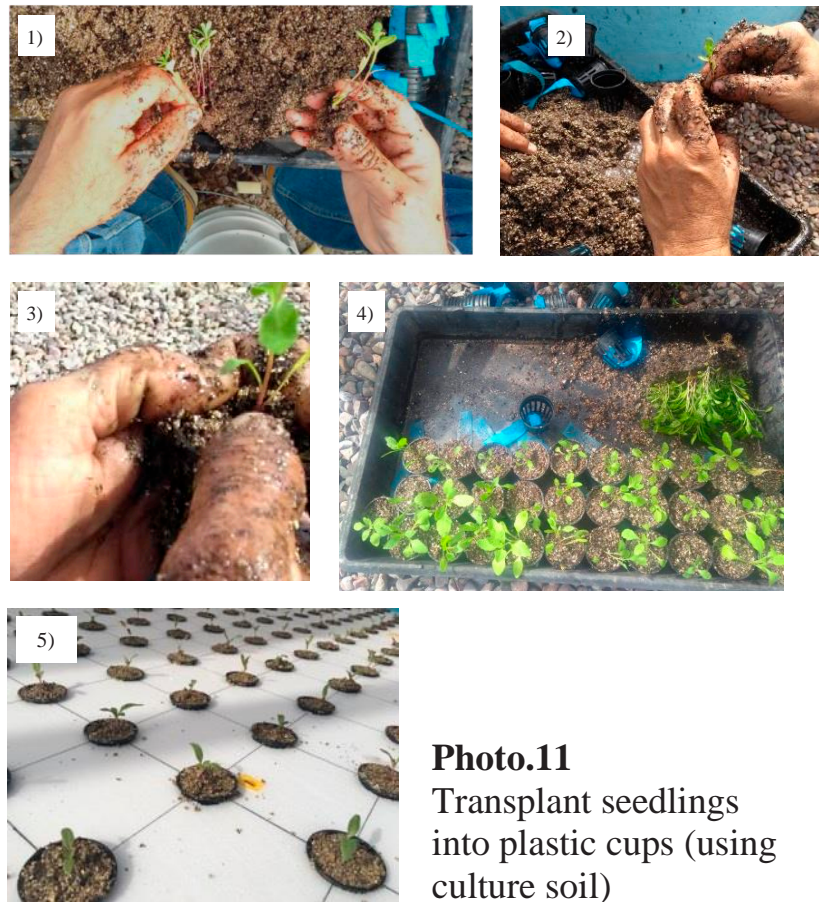 1)
2)
3)
4)
5)
Photo.11
Transplant seedlings
into plastic cups (using
culture soil)